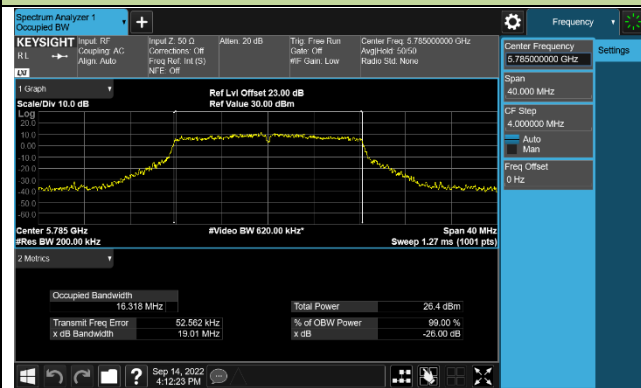 Spectrum Analyzer 1
Occupied BW
Frequency
KEYSIGHT
RL
LXI
Input: RF
Coupling: AC
Align: Auto
Input Z: 50 Ω
Corrections: Off
Freq Ref: Int (S)
NFE: Off
Atten: 20 dB
Trig: Free Run
Gate: Off
#IF Gain: Low
Center Freq: 5.785000000 GHz
Avg|Hold: 50/50
Radio Std: None
Center Frequency
5.785000000 GHz
Settings
Span
40.000 MHz
CF Step
4.000000 MHz
Auto
Man
Freq Offset
0 Hz
1 Graph
Scale/Div 10.0 dB
Ref Lvl Offset 23.00 dB
Ref Value 30.00 dBm
Log
20.0
10.0
0.00
-10.0
-20.0
-30.0
-40.0
-50.0
-60.0
Center 5.785 GHz
#Video BW 620.00 kHz*
Span 40 MHz
#Res BW 200.00 kHz
Sweep 1.27 ms (1001 pts)
2 Metrics
Occupied Bandwidth
16.318 MHz
Total Power 26.4 dBm
Transmit Freq Error 52.562 kHz
% of OBW Power 99.00 %
x dB Bandwidth 19.01 MHz
x dB -26.00 dB
Sep 14, 2022
4:12:23 PM